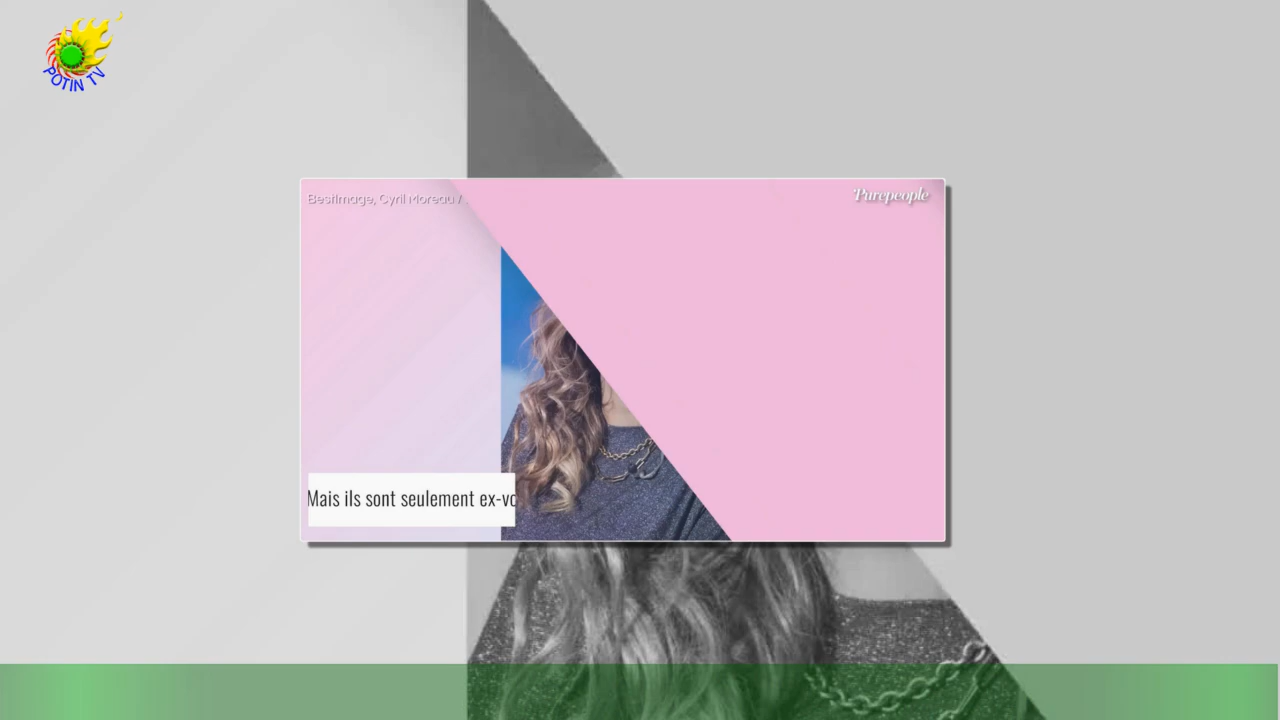 POTIN TV
Bestimage, Cyril Moreau /
Purepeople
Mais ils sont seulement ex-vo